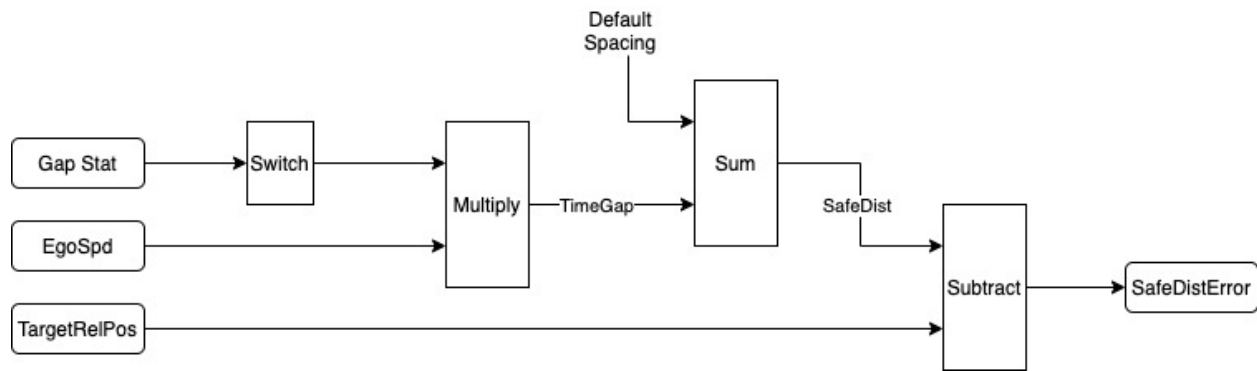 Default
Spacing
Gap Stat
Switch
Multiply
TimeGap
Sum
SafeDist
EgoSpd
TargetRelPos
Subtract
SafeDistError